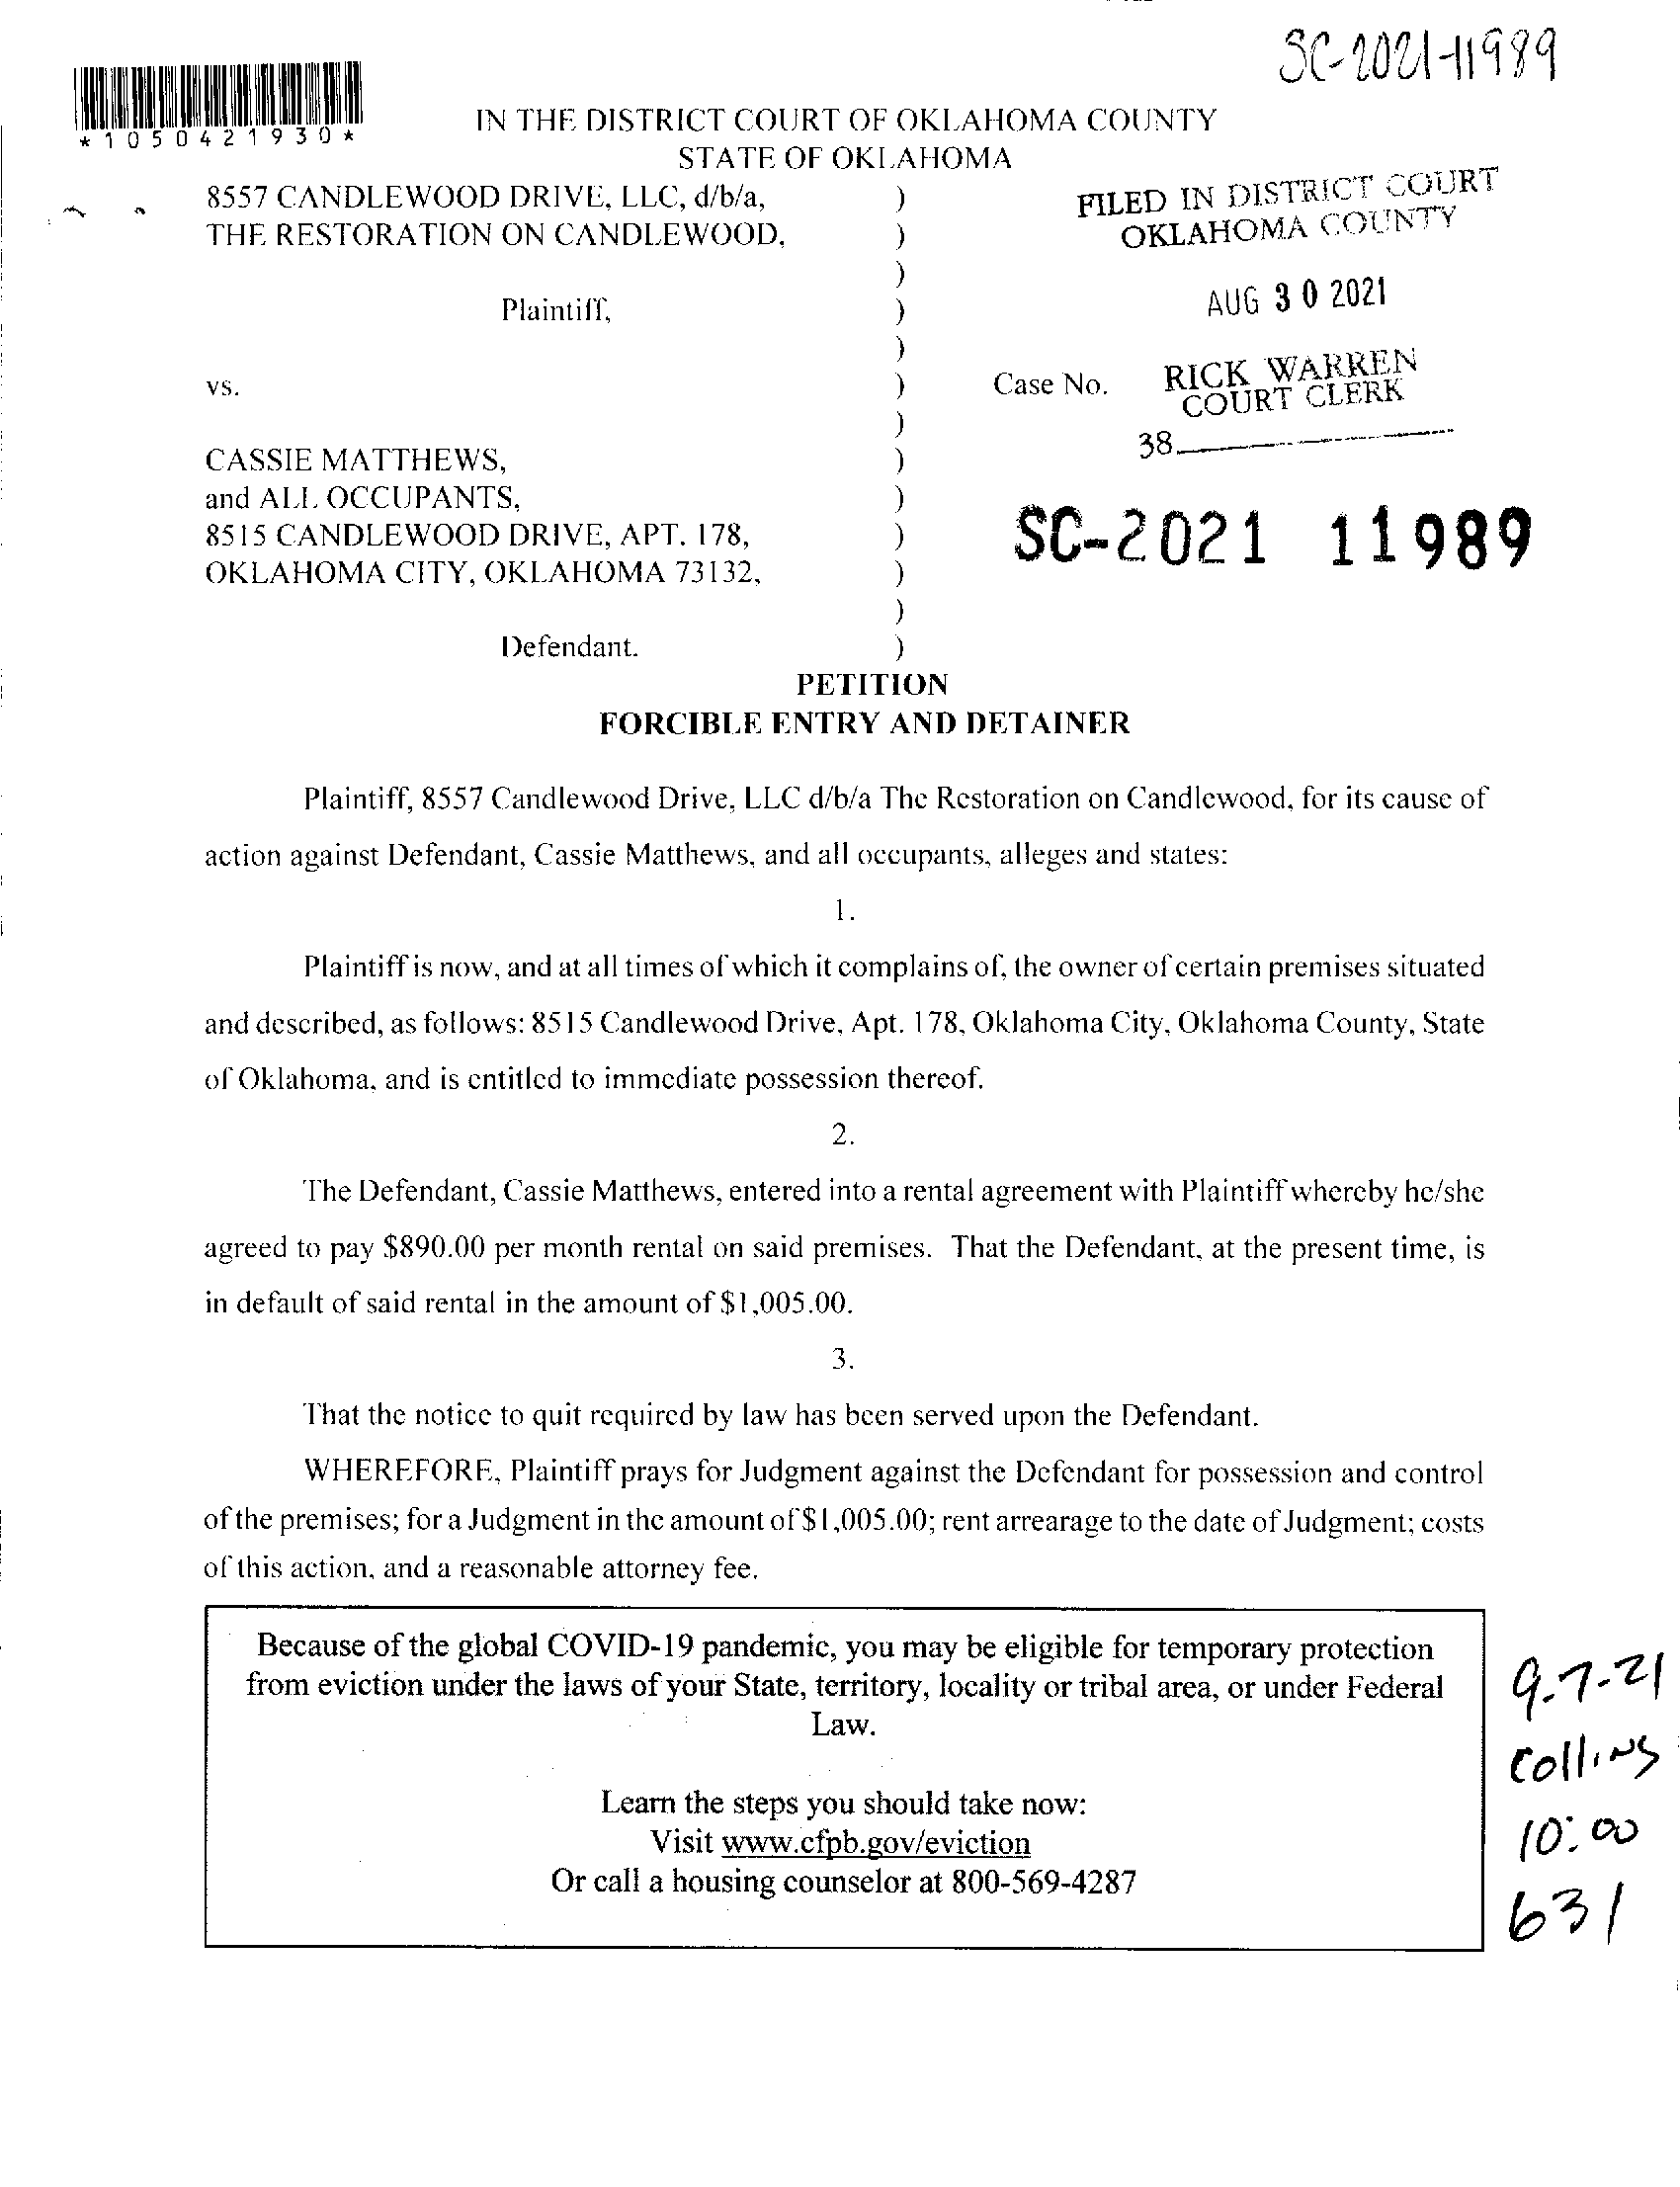 SC-2021-11989
*1050421930*
IN THE DISTRICT COURT OF OKLAHOMA COUNTY
STATE OF OKLAHOMA
8557 CANDLEWOOD DRIVE, LLC, d/b/a, )
THE RESTORATION ON CANDLEWOOD, )
)
Plaintiff, )
)
vs. )
)
CASSIE MATTHEWS, )
and ALL OCCUPANTS, )
8515 CANDLEWOOD DRIVE, APT. 178, )
OKLAHOMA CITY, OKLAHOMA 73132, )
)
Defendant. )
FILED IN DISTRICT COURT
OKLAHOMA COUNTY
AUG 30 2021
Case No. RICK WARREN
COURT CLERK
38
SC-2021 11989
PETITION
FORCIBLE ENTRY AND DETAINER
Plaintiff, 8557 Candlewood Drive, LLC d/b/a The Restoration on Candlewood, for its cause of
action against Defendant, Cassie Matthews, and all occupants, alleges and states:
1.
Plaintiff is now, and at all times of which it complains of, the owner of certain premises situated
and described, as follows: 8515 Candlewood Drive, Apt. 178, Oklahoma City, Oklahoma County, State
of Oklahoma, and is entitled to immediate possession thereof.
2.
The Defendant, Cassie Matthews, entered into a rental agreement with Plaintiff whereby he/she
agreed to pay $890.00 per month rental on said premises. That the Defendant, at the present time, is
in default of said rental in the amount of $1,005.00.
3.
That the notice to quit required by law has been served upon the Defendant.
WHEREFORE, Plaintiff prays for Judgment against the Defendant for possession and control
of the premises; for a Judgment in the amount of $1,005.00; rent arrearage to the date of Judgment; costs
of this action, and a reasonable attorney fee.
Because of the global COVID-19 pandemic, you may be eligible for temporary protection
from eviction under the laws of your State, territory, locality or tribal area, or under Federal
Law.
Learn the steps you should take now:
Visit www.cfpb.gov/eviction
Or call a housing counselor at 800-569-4287
9-7-21
Collins
10:00
631